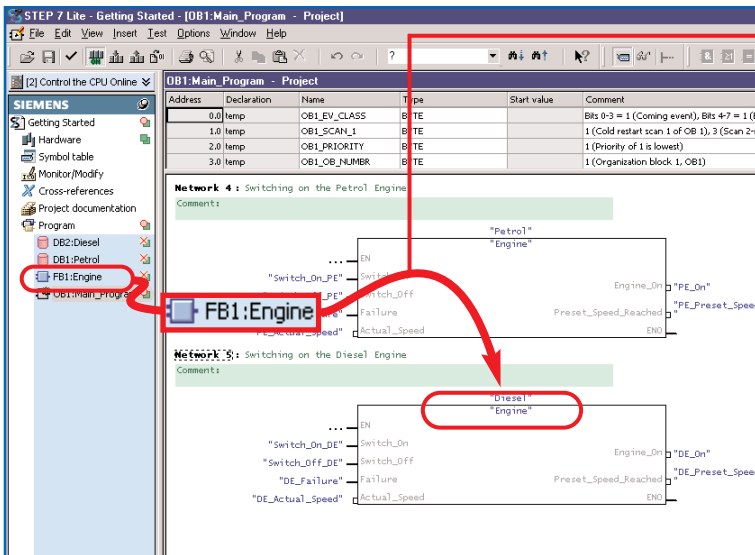 STEP 7 Lite - Getting Started - [OB1:Main_Program - Project]
File Edit View Insert Test Options Window Help
?
[2] Control the CPU Online
SIEMENS
Getting Started
Hardware
Symbol table
Monitor/Modify
Cross-references
Project documentation
Program
DB2:Diesel
DB1:Petrol
FB1:Engine
OB1:Main_Program
FB1:Engine
OB1:Main_Program - Project
Address Declaration Name Type Start value Comment
0.0 temp OB1_EV_CLASS BYTE Bits 0-3 = 1 (Coming event), Bits 4-7 = 1 (
1.0 temp OB1_SCAN_1 BYTE 1 (Cold restart scan 1 of OB 1), 3 (Scan 2-
2.0 temp OB1_PRIORITY BYTE 1 (Priority of 1 is lowest)
3.0 temp OB1_OB_NUMBR BYTE 1 (Organization block 1, OB1)
Network 4 : Switching on the Petrol Engine
Comment:
"Petrol"
"Engine"
... EN
"Switch_On_PE" Switch_On
Switch_Off
Failure
"PE_Actual_Speed" Actual_Speed
Engine_On "PE_On"
Preset_Speed_Reached "PE_Preset_Spee
"
ENO
Network 5: Switching on the Diesel Engine
Comment:
"Diesel"
"Engine"
... EN
"Switch_On_DE" Switch_On
"Switch_Off_DE" Switch_Off
"DE_Failure" Failure
"DE_Actual_Speed" Actual_Speed
Engine_On "DE_On"
Preset_Speed_Reached "DE_Preset_Spee
"
ENO